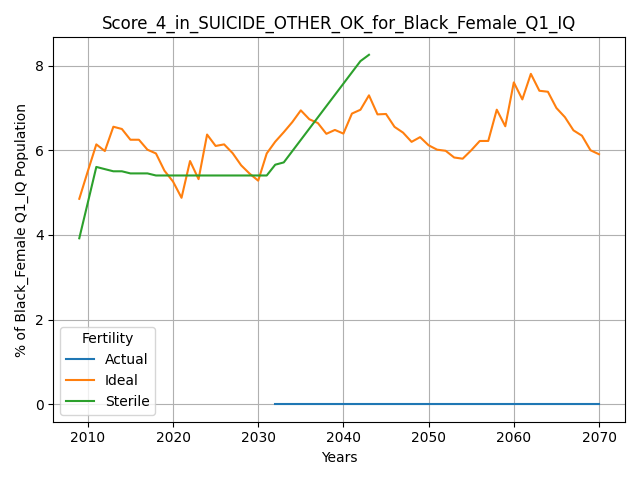 Score_4_in_SUICIDE_OTHER_OK_for_Black_Female_Q1_IQ
% of Black_Female Q1_IQ Population
8
6
4
2
0
Fertility
Actual
Ideal
Sterile
2010 2020 2030 2040 2050 2060 2070
Years